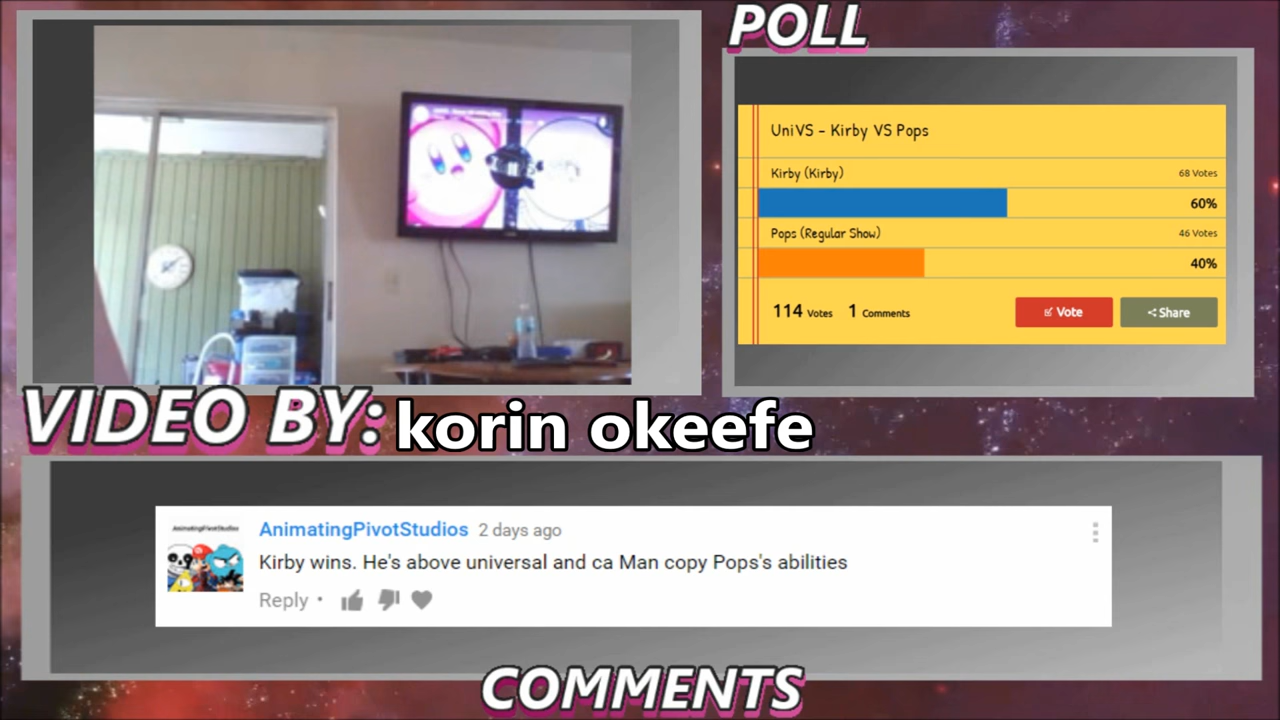 POLL
UniVS - Kirby VS Pops
Kirby (Kirby) 68 Votes
60%
Pops (Regular Show) 46 Votes
40%
114 Votes 1 Comments Vote Share
VIDEO BY: korin okeefe
AnimatingPivotStudios
AnimatingPivotStudios 2 days ago
Kirby wins. He's above universal and ca Man copy Pops's abilities
Reply
COMMENTS